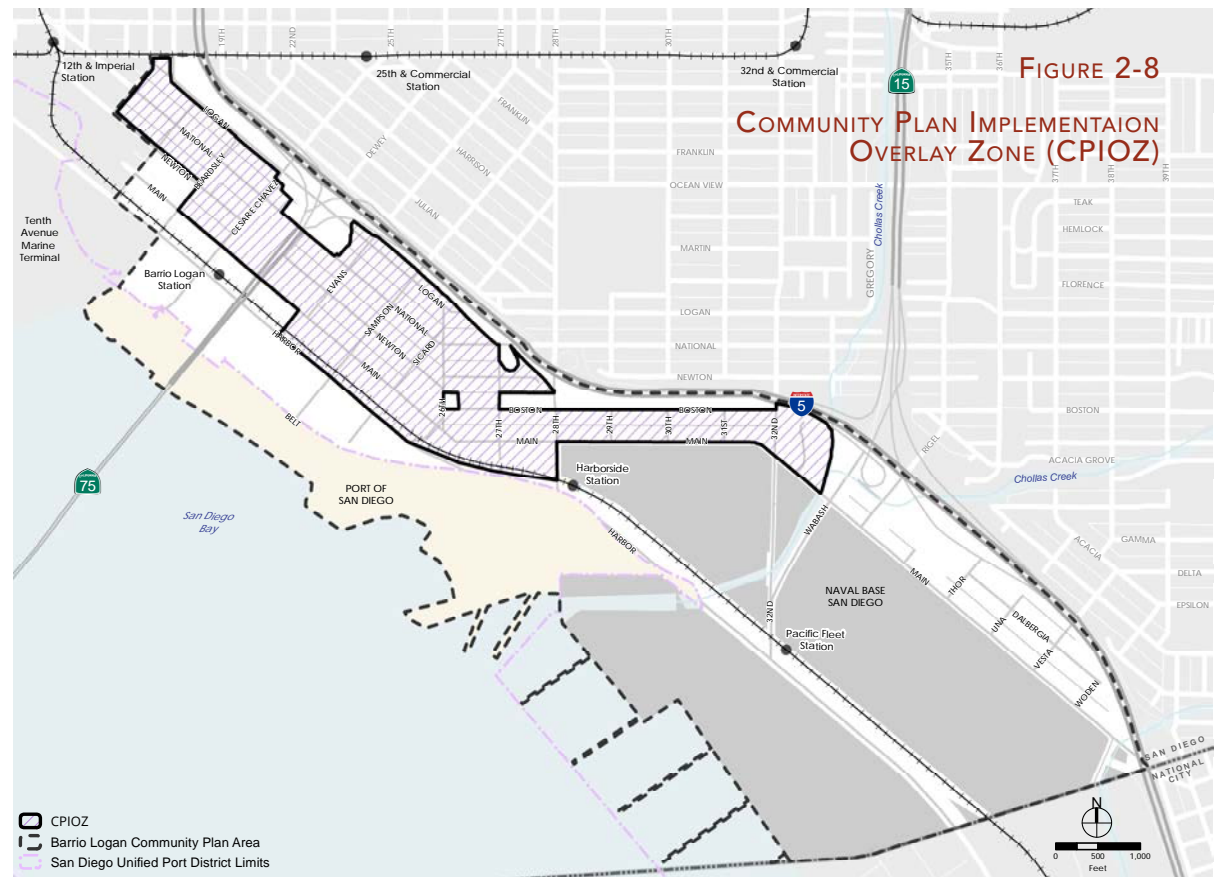 FIGURE 2-8
COMMUNITY PLAN IMPLEMENTAION
OVERLAY ZONE (CPIOZ)
19TH
22ND
25TH
27TH
28TH
30TH
35TH
36TH
37TH
38TH
39TH
12th & Imperial
Station
25th & Commercial
Station
32nd & Commercial
Station
CALIFORNIA
15
LOGAN
NATIONAL
NEWTON
BEARDSLEY
MAIN
CESAR E CHAVEZ
FRANKLIN
DEWEY
HARRISON
JULIAN
FRANKLIN
OCEAN VIEW
MARTIN
LOGAN
NATIONAL
NEWTON
Chollas Creek
GREGORY
TEAK
HEMLOCK
FLORENCE
BOSTON
ACACIA GROVE
Chollas Creek
RIGEL
ACACIA
GAMMA
DELTA
EPSILON
Tenth
Avenue
Marine
Terminal
Barrio Logan
Station
EVANS
LOGAN
SAMPSON
NATIONAL
NEWTON
SICARD
MAIN
HARBOR
BELT
26TH
27TH
BOSTON
28TH
MAIN
29TH
30TH
BOSTON
MAIN
31ST
32ND
INTERSTATE
5
CALIFORNIA
75
PORT OF
SAN DIEGO
San Diego
Bay
Harborside
Station
HARBOR
WABASH
32ND
NAVAL BASE
SAN DIEGO
Pacific Fleet
Station
MAIN
THOR
UNA
DALBERGIA
VESTA
WODEN
SAN DIEGO
NATIONAL
CITY
CPIOZ
Barrio Logan Community Plan Area
San Diego Unified Port District Limits
N
0 500 1,000
Feet